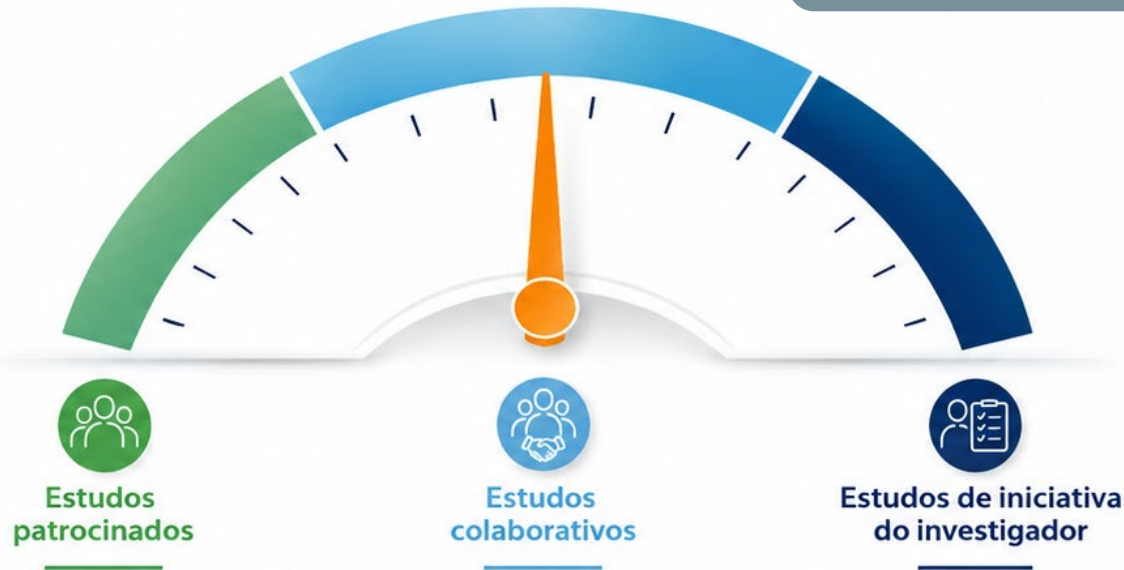 Estudos
patrocinados
Estudos
colaborativos
Estudos de iniciativa
do investigador